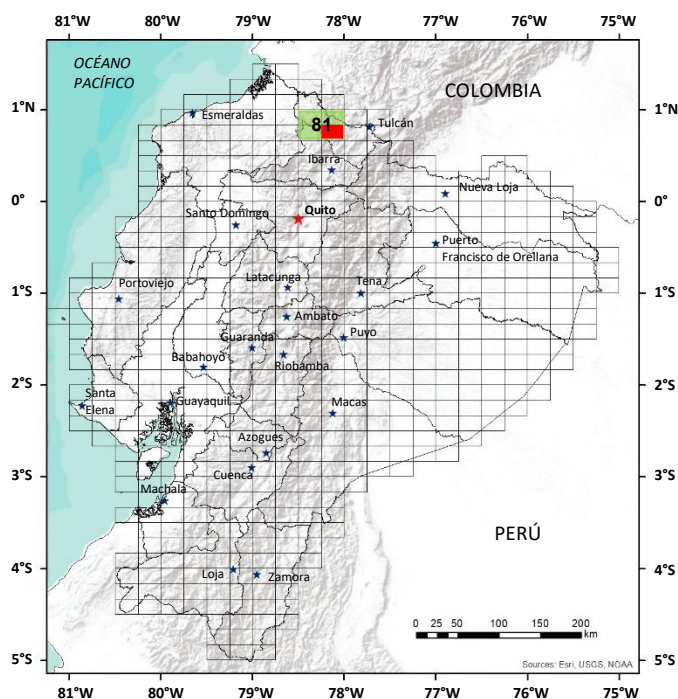 81°W 80°W 79°W 78°W 77°W 76°W 75°W
OCÉANO
PACÍFICO
COLOMBIA
1°N
1°N
Esmeraldas
81
Tulcán
Ibarra
Nueva Loja
0°
0°
Santo Domingo
Quito
Puerto
Francisco de Orellana
1°S
1°S
Portoviejo
Latacunga
Tena
Ambato
Guaranda
Puyo
Babahoyo
Riobamba
2°S
2°S
Santa
Elena
Guayaquil
Macas
Azogues
3°S
3°S
Cuenca
Machala
PERÚ
4°S
4°S
Loja
Zamora
0 25 50 100 150 200
km
Sources: Esri, USGS, NOAA
5°S
5°S
81°W 80°W 79°W 78°W 77°W 76°W 75°W